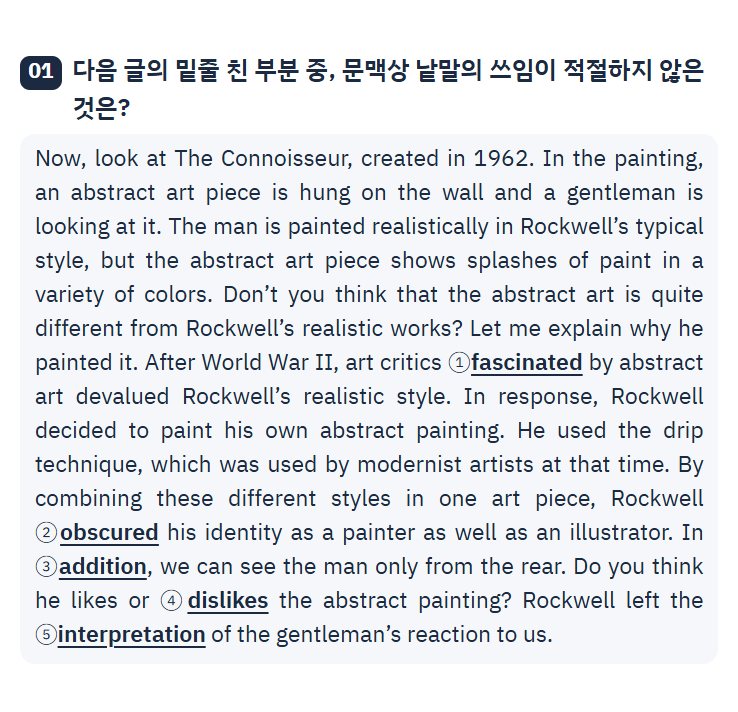 01 다음 글의 밑줄 친 부분 중, 문맥상 낱말의 쓰임이 적절하지 않은
것은?
Now, look at The Connoisseur, created in 1962. In the painting,
an abstract art piece is hung on the wall and a gentleman is
looking at it. The man is painted realistically in Rockwell’s typical
style, but the abstract art piece shows splashes of paint in a
variety of colors. Don’t you think that the abstract art is quite
different from Rockwell’s realistic works? Let me explain why he
painted it. After World War II, art critics ①fascinated by abstract
art devalued Rockwell’s realistic style. In response, Rockwell
decided to paint his own abstract painting. He used the drip
technique, which was used by modernist artists at that time. By
combining these different styles in one art piece, Rockwell
②obscured his identity as a painter as well as an illustrator. In
③addition, we can see the man only from the rear. Do you think
he likes or ④dislikes the abstract painting? Rockwell left the
⑤interpretation of the gentleman’s reaction to us.